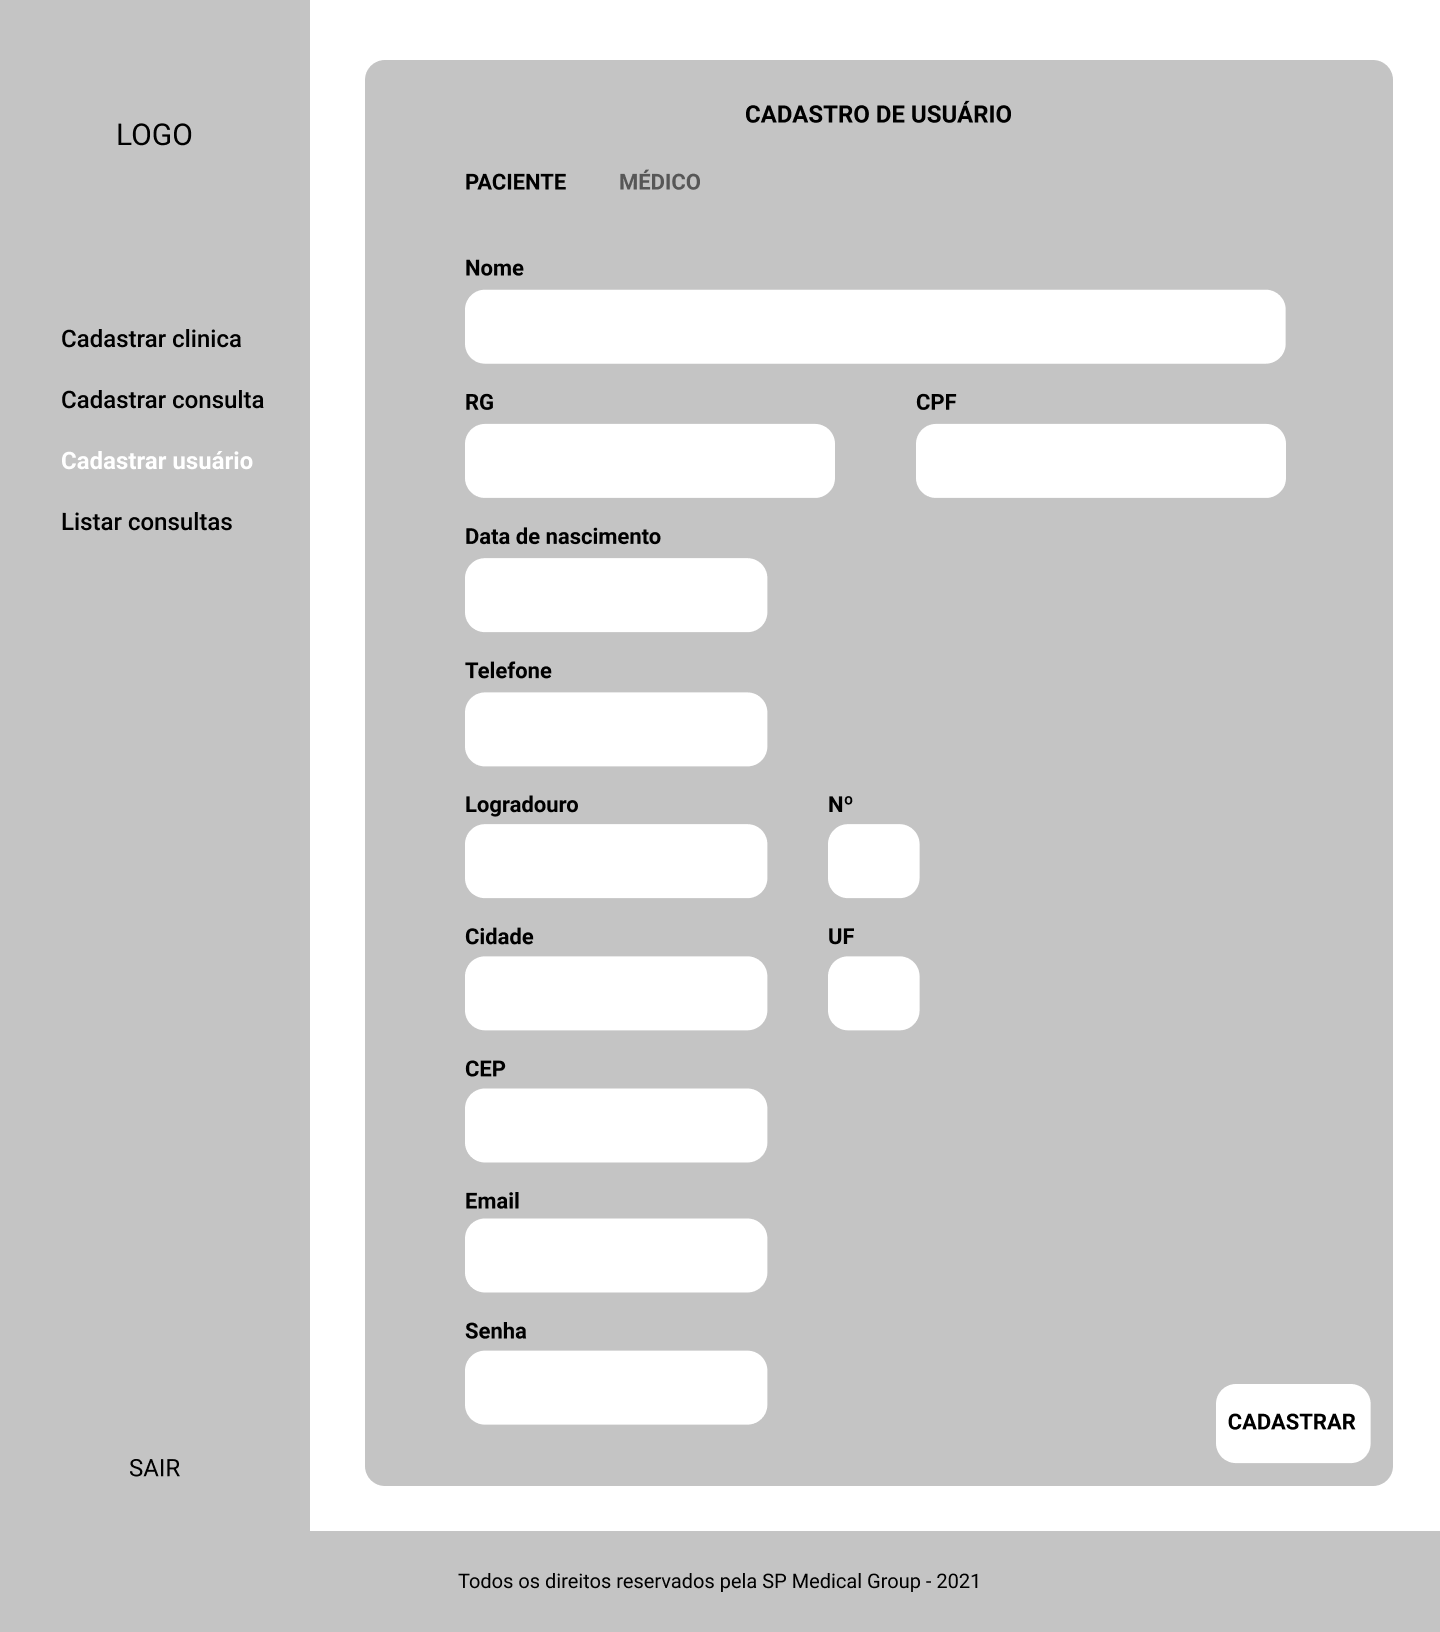 LOGO
Cadastrar clinica
Cadastrar consulta
Cadastrar usuário
Listar consultas
SAIR
CADASTRO DE USUÁRIO
PACIENTE MÉDICO
Nome
RG CPF
Data de nascimento
Telefone
Logradouro Nº
Cidade UF
CEP
Email
Senha
CADASTRAR
Todos os direitos reservados pela SP Medical Group - 2021